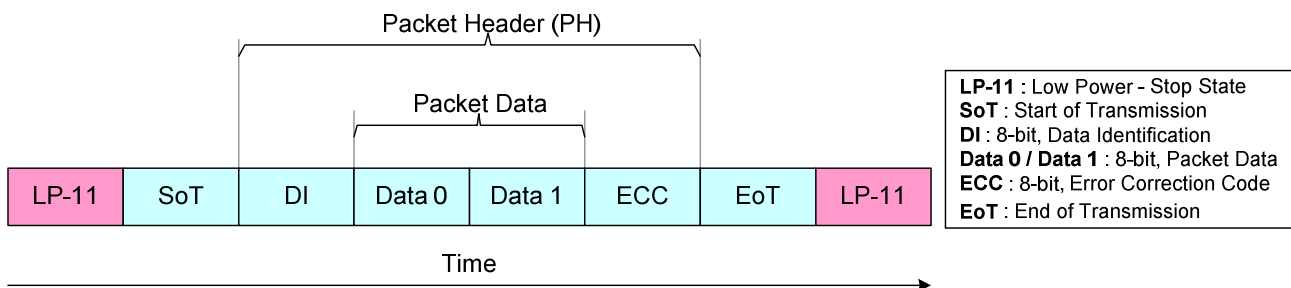 Packet Header (PH)
Packet Data
LP-11 SoT DI Data 0 Data 1 ECC EoT LP-11
Time
LP-11 : Low Power - Stop State
SoT : Start of Transmission
DI : 8-bit, Data Identification
Data 0 / Data 1 : 8-bit, Packet Data
ECC : 8-bit, Error Correction Code
EoT : End of Transmission